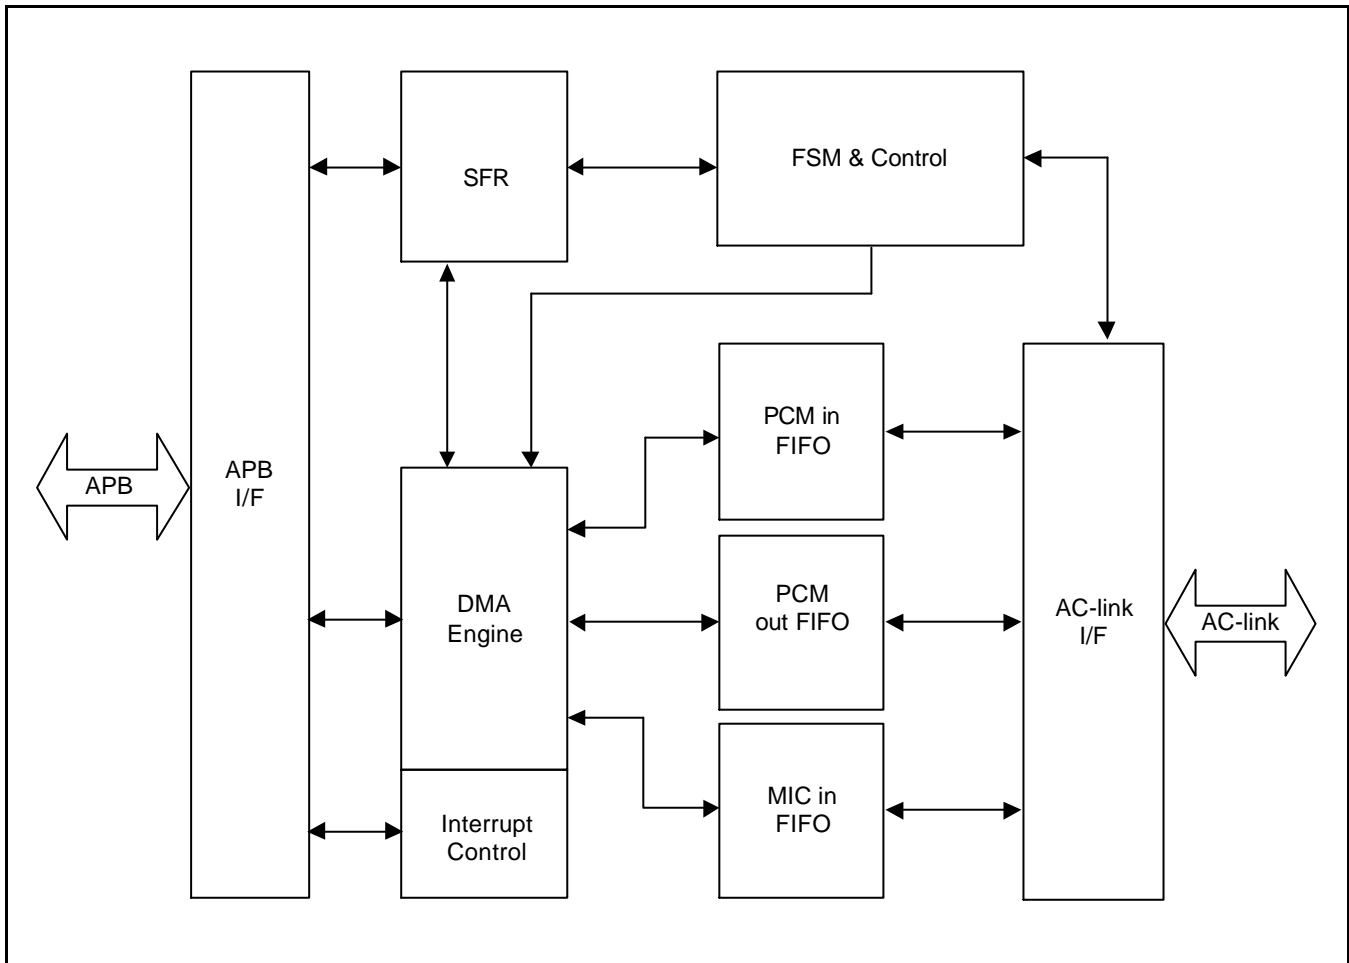 SFR
FSM & Control
APB
APB
I/F
PCM in
FIFO
DMA
Engine
PCM
out FIFO
AC-link
I/F
AC-link
Interrupt
Control
MIC in
FIFO